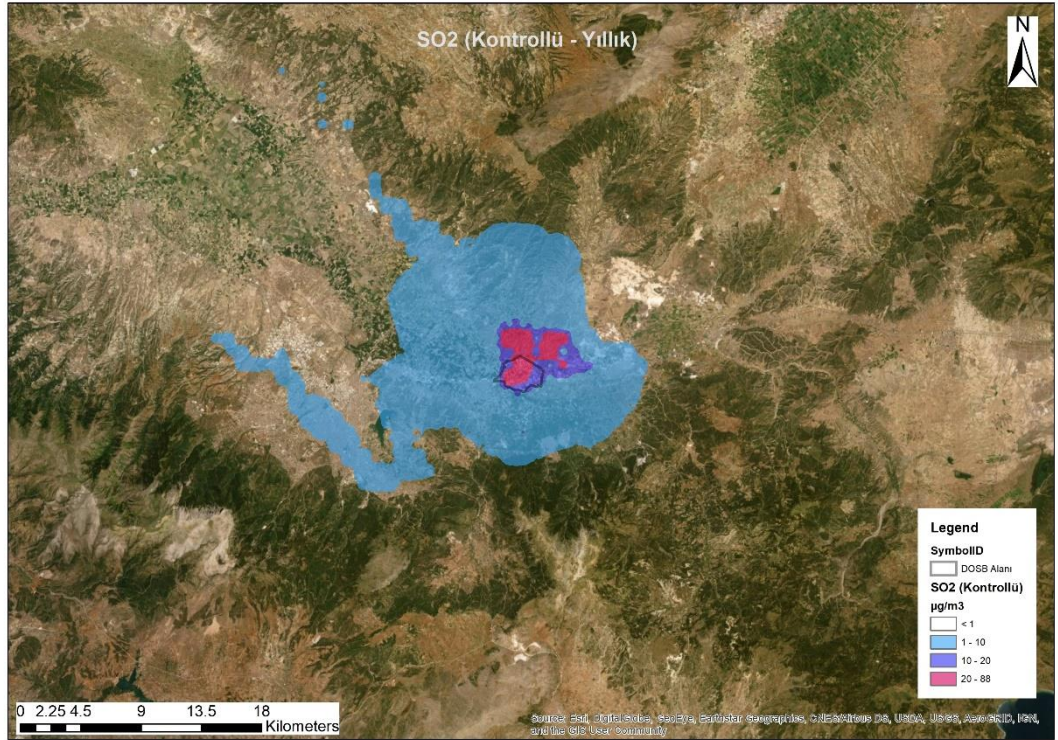 SO2 (Kontrollü - Yıllık)
N
Legend
SymbolID
DOSB Alanı
SO2 (Kontrollü)
µg/m3
< 1
1 - 10
10 - 20
20 - 88
0 2.25 4.5 9 13.5 18
Kilometers
Source: Esri, DigitalGlobe, GeoEye, Earthstar Geographics, CNES/Airbus DS, USDA, USGS, AeroGRID, IGN,
and the GIS User Community